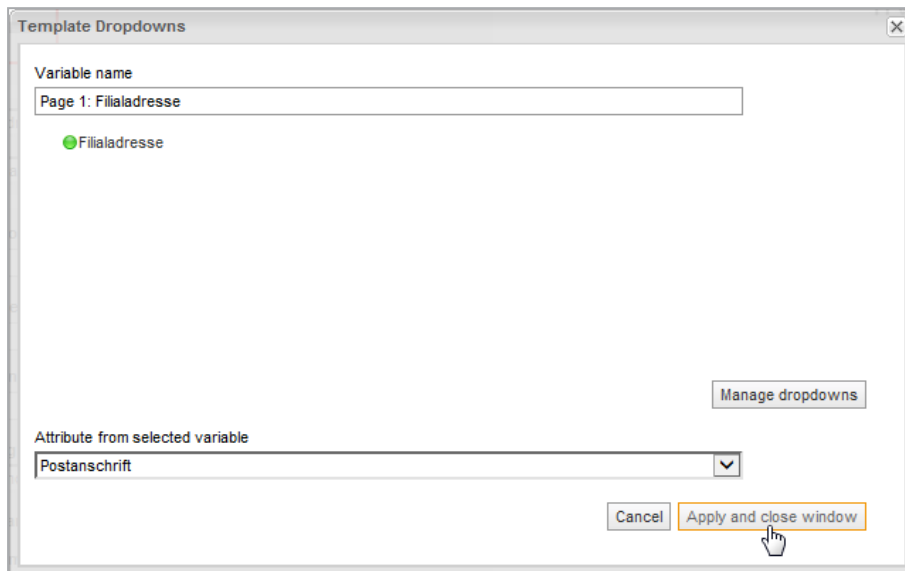 Template Dropdowns
Variable name
Page 1: Filialadresse
Filialadresse
Manage dropdowns
Attribute from selected variable
Postanschrift
Cancel
Apply and close window